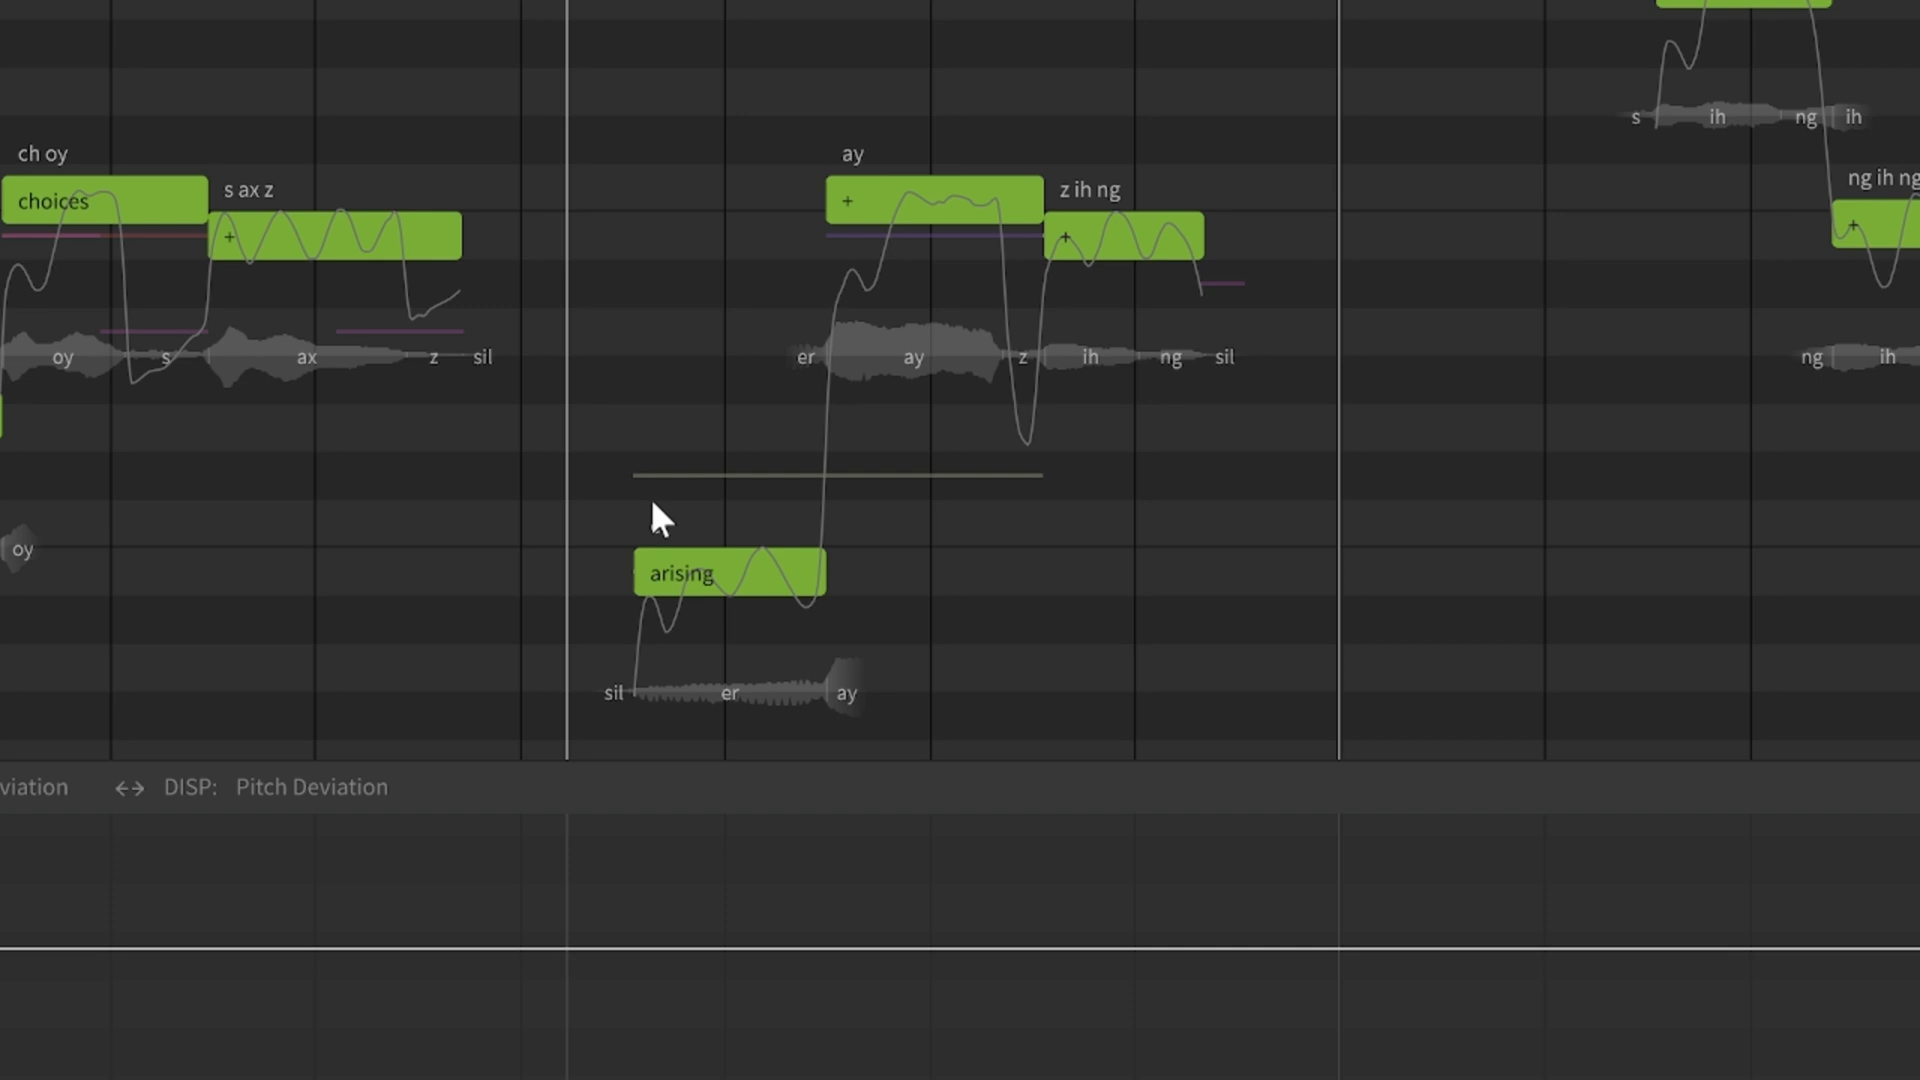 s ih ng ih
ch oy
ay
ng ih ng
s ax z
z ih ng
choices
+
+
+
+
oy s ax z sil
er ay z ih ng sil
ng ih
oy
arising
sil er ay
viation ↔ DISP: Pitch Deviation